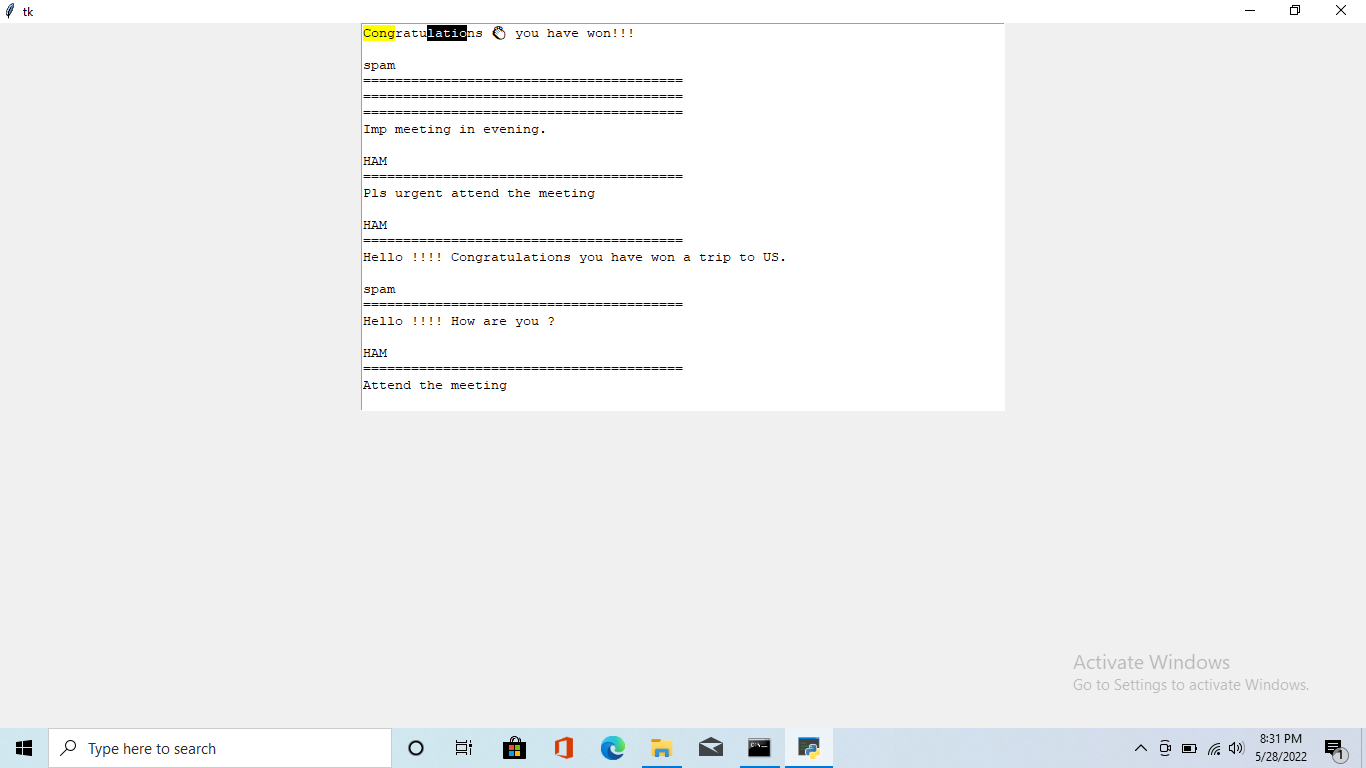 tk
Congratulations 👏 you have won!!!
spam
========================================
========================================
========================================
Imp meeting in evening.
HAM
========================================
Pls urgent attend the meeting
HAM
========================================
Hello !!!! Congratulations you have won a trip to US.
spam
========================================
Hello !!!! How are you ?
HAM
========================================
Attend the meeting
Activate Windows
Go to Settings to activate Windows.
Type here to search
8:31 PM
5/28/2022
1